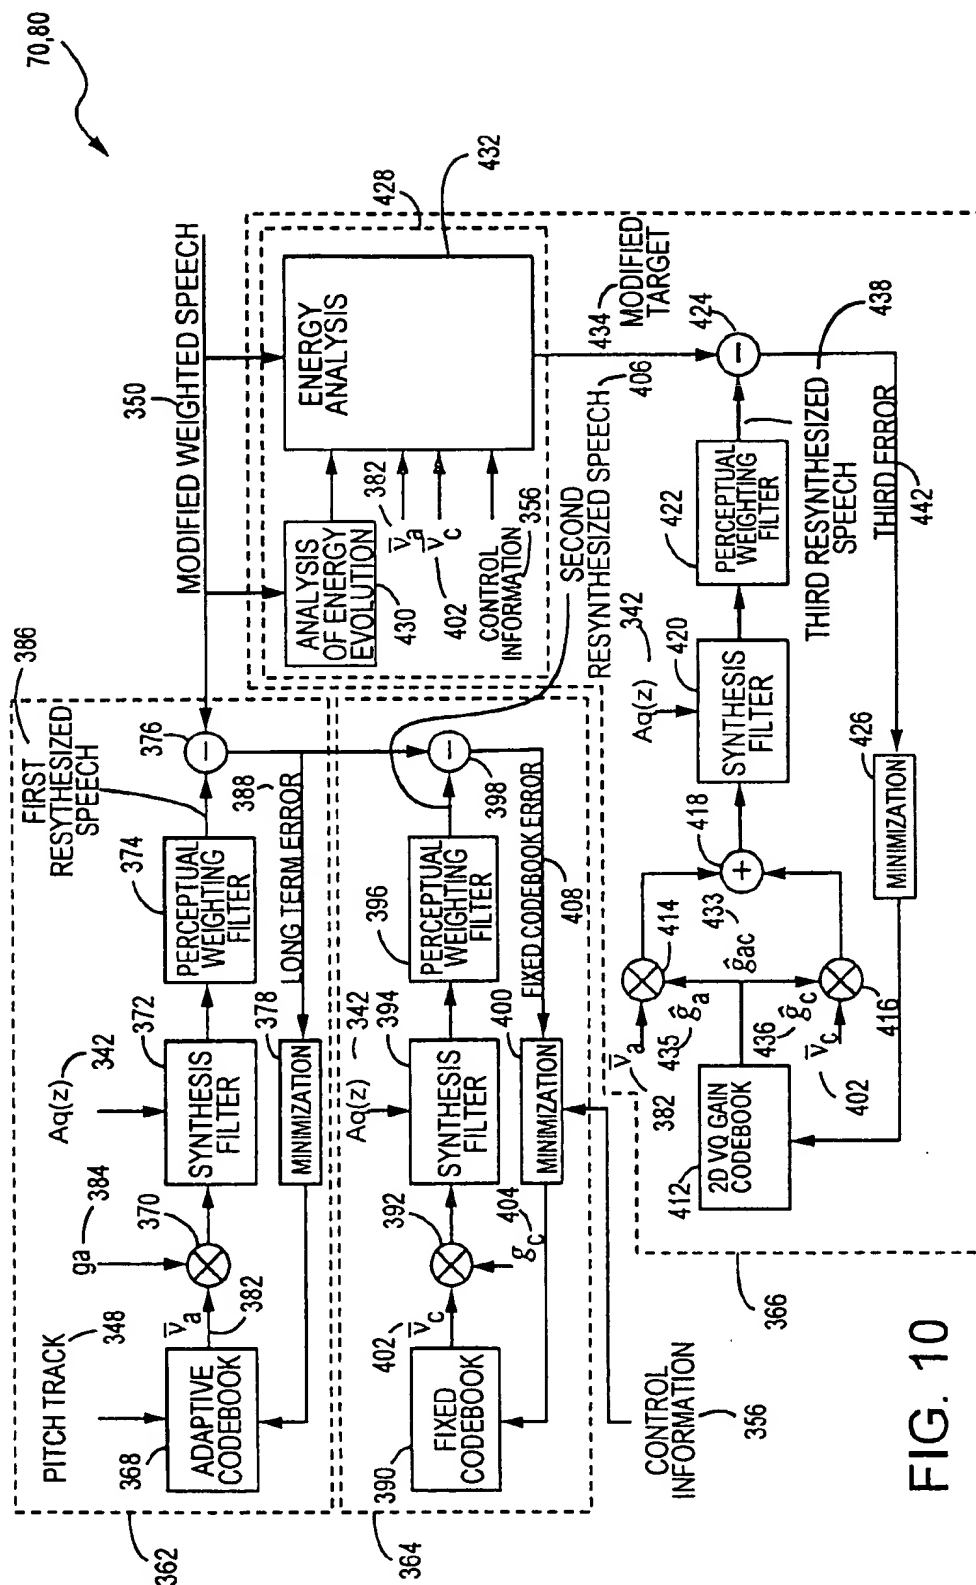 70,80
PITCH TRACK
348
ga
384
Aq(z)
342
386
FIRST
RESYTHESIZED
SPEECH
350
MODIFIED WEIGHTED SPEECH
368
ADAPTIVE
CODEBOOK
v̅a
382
370
372
SYNTHESIS
FILTER
374
PERCEPTUAL
WEIGHTING
FILTER
376
−
388
LONG TERM ERROR
378
MINIMIZATION
362
390
FIXED
CODEBOOK
402
v̅c
392
gc
404
Aq(z)
342
394
SYNTHESIS
FILTER
396
PERCEPTUAL
WEIGHTING
FILTER
−
398
FIXED CODEBOOK ERROR
408
400
MINIMIZATION
364
CONTROL
INFORMATION
356
ANALYSIS
OF ENERGY
EVOLUTION
430
382
v̅a
v̅c
402
CONTROL
INFORMATION
356
ENERGY
ANALYSIS
428
432
SECOND
RESYNTHESIZED SPEECH
406
434
MODIFIED
TARGET
412
2D VQ GAIN
CODEBOOK
v̅a
382
435
ĝa
414
ĝac
433
436
ĝc
416
v̅c
402
418
+
Aq(z)
342
420
SYNTHESIS
FILTER
422
PERCEPTUAL
WEIGHTING
FILTER
424
−
THIRD RESYNTHESIZED
SPEECH
438
THIRD ERROR
442
426
MINIMIZATION
366
FIG. 10